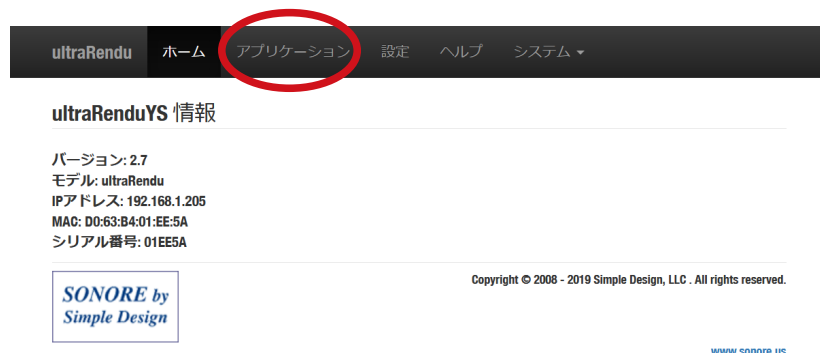 ultraRendu ホーム アプリケーション 設定 ヘルプ システム
ultraRenduYS 情報
バージョン: 2.7
モデル: ultraRendu
IPアドレス: 192.168.1.205
MAC: D0:63:B4:01:EE:5A
シリアル番号: 01EE5A
SONORE by
Simple Design
Copyright © 2008 - 2019 Simple Design, LLC . All rights reserved.
www.sonore.us